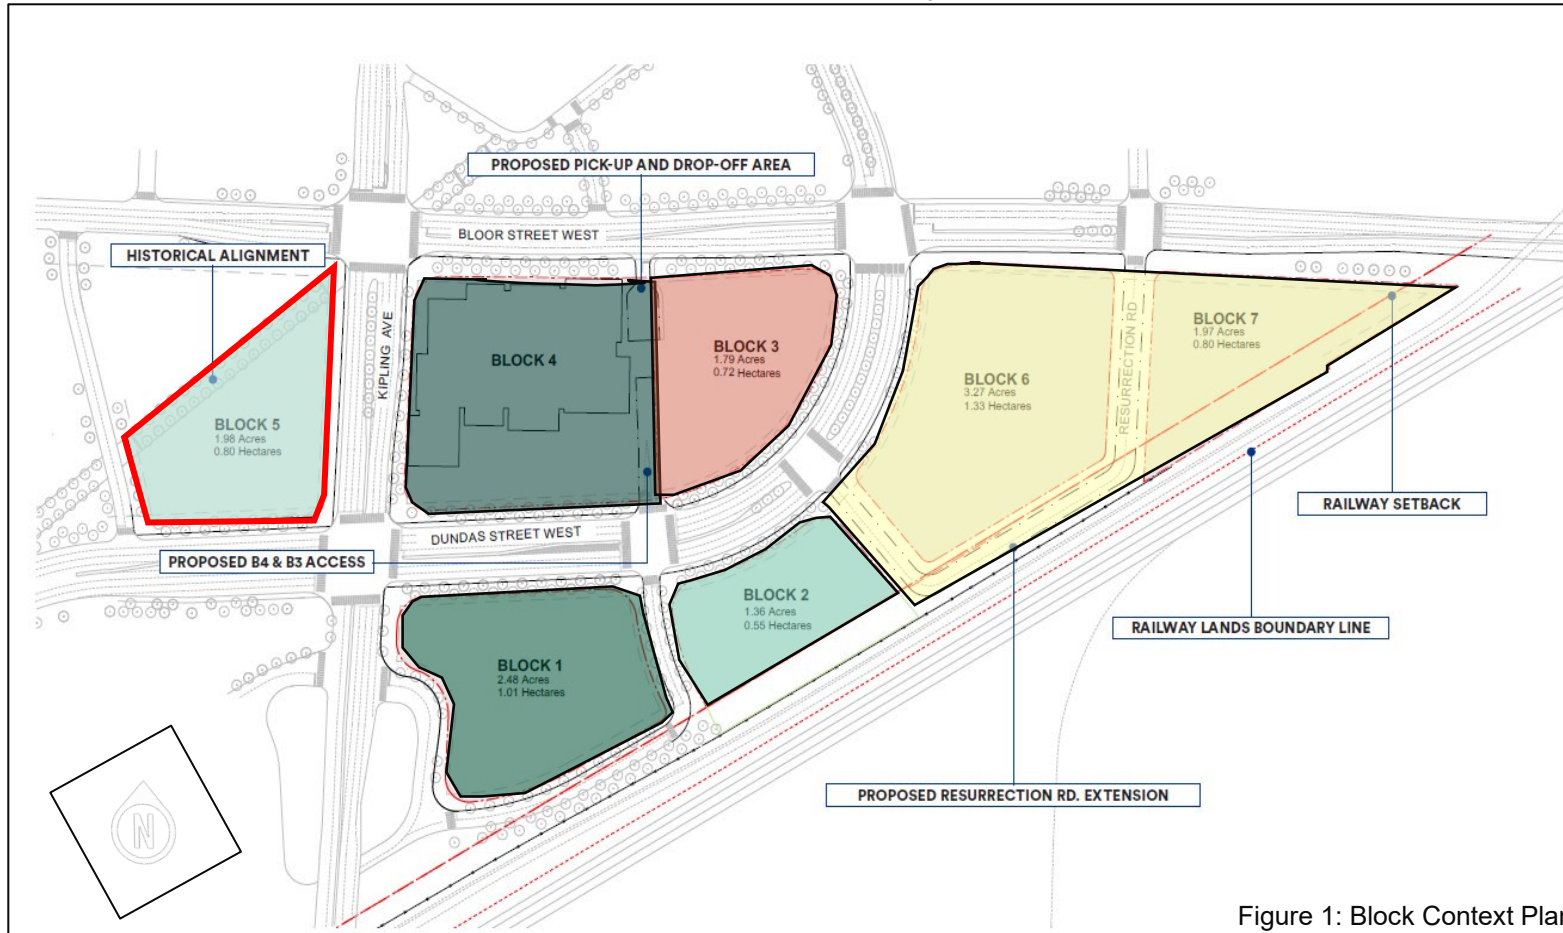 PROPOSED PICK-UP AND DROP-OFF AREA
BLOOR STREET WEST
HISTORICAL ALIGNMENT
KIPLING AVE
BLOCK 5
1.98 Acres
0.80 Hectares
BLOCK 4
BLOCK 3
1.79 Acres
0.72 Hectares
BLOCK 6
3.27 Acres
1.33 Hectares
RESURRECTION RD
BLOCK 7
1.97 Acres
0.80 Hectares
RAILWAY SETBACK
DUNDAS STREET WEST
PROPOSED B4 & B3 ACCESS
BLOCK 2
1.36 Acres
0.55 Hectares
RAILWAY LANDS BOUNDARY LINE
BLOCK 1
2.48 Acres
1.01 Hectares
PROPOSED RESURRECTION RD. EXTENSION
N
Figure 1: Block Context Plan